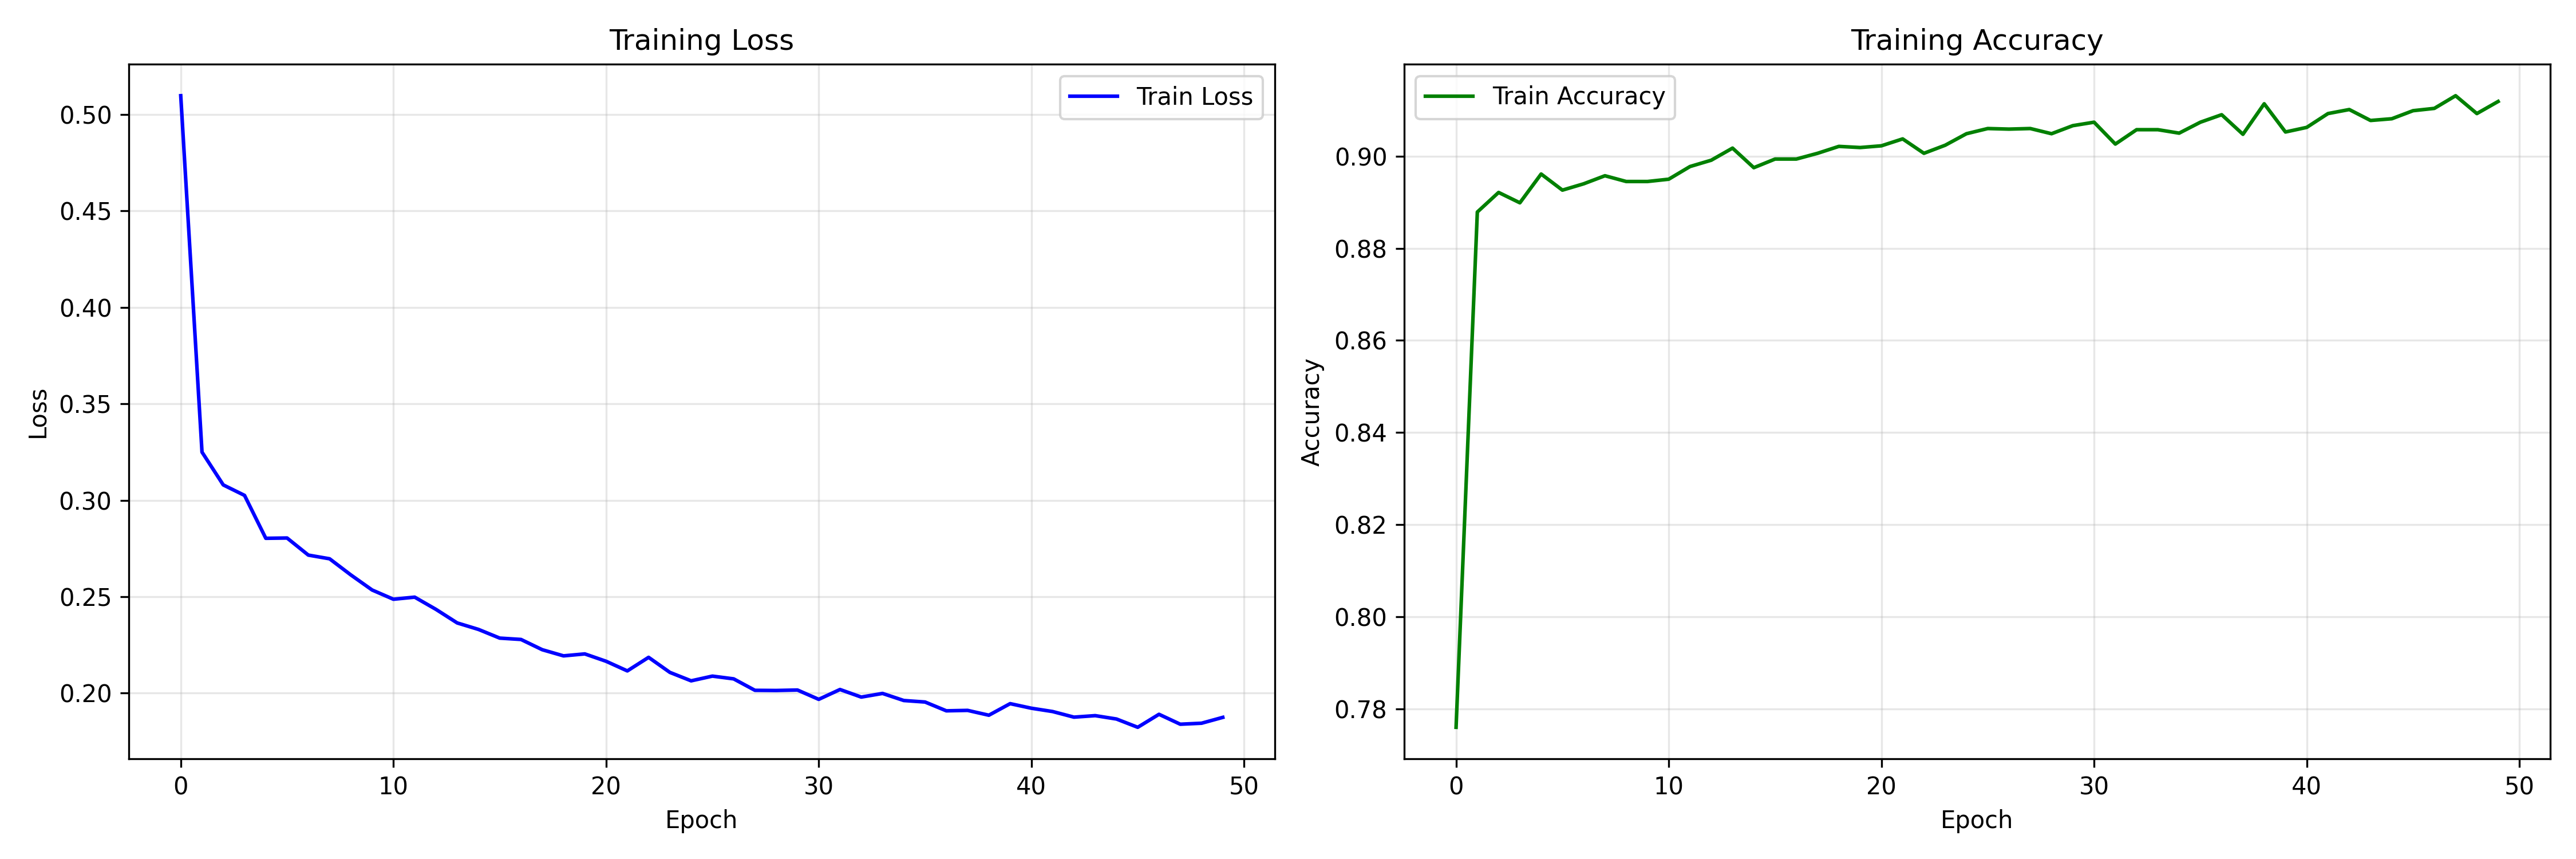 Training Loss
Train Loss
0.50
0.45
0.40
0.35
0.30
0.25
0.20
Loss
0 10 20 30 40 50
Epoch
Training Accuracy
Train Accuracy
0.90
0.88
0.86
0.84
0.82
0.80
0.78
Accuracy
0 10 20 30 40 50
Epoch